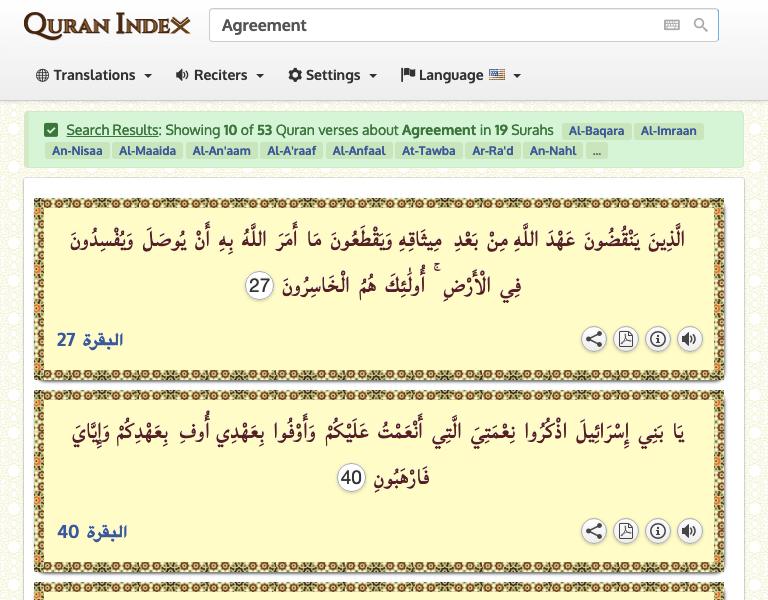 QURAN INDEX
Agreement
Translations Reciters Settings Language
Search Results: Showing 10 of 53 Quran verses about Agreement in 19 Surahs Al-Baqara Al-Imraan
An-Nisaa Al-Maaida Al-An'aam Al-A'raaf Al-Anfaal At-Tawba Ar-Ra'd An-Nahl ...
الَّذِينَ يَنْقُضُونَ عَهْدَ اللَّهِ مِنْ بَعْدِ مِيثَاقِهِ وَيَقْطَعُونَ مَا أَمَرَ اللَّهُ بِهِ أَنْ يُوصَلَ وَيُفْسِدُونَ
فِي الْأَرْضِ ۚ أُولَٰئِكَ هُمُ الْخَاسِرُونَ 27
البقرة 27
يَا بَنِي إِسْرَائِيلَ اذْكُرُوا نِعْمَتِيَ الَّتِي أَنْعَمْتُ عَلَيْكُمْ وَأَوْفُوا بِعَهْدِي أُوفِ بِعَهْدِكُمْ وَإِيَّايَ
فَارْهَبُونِ 40
البقرة 40